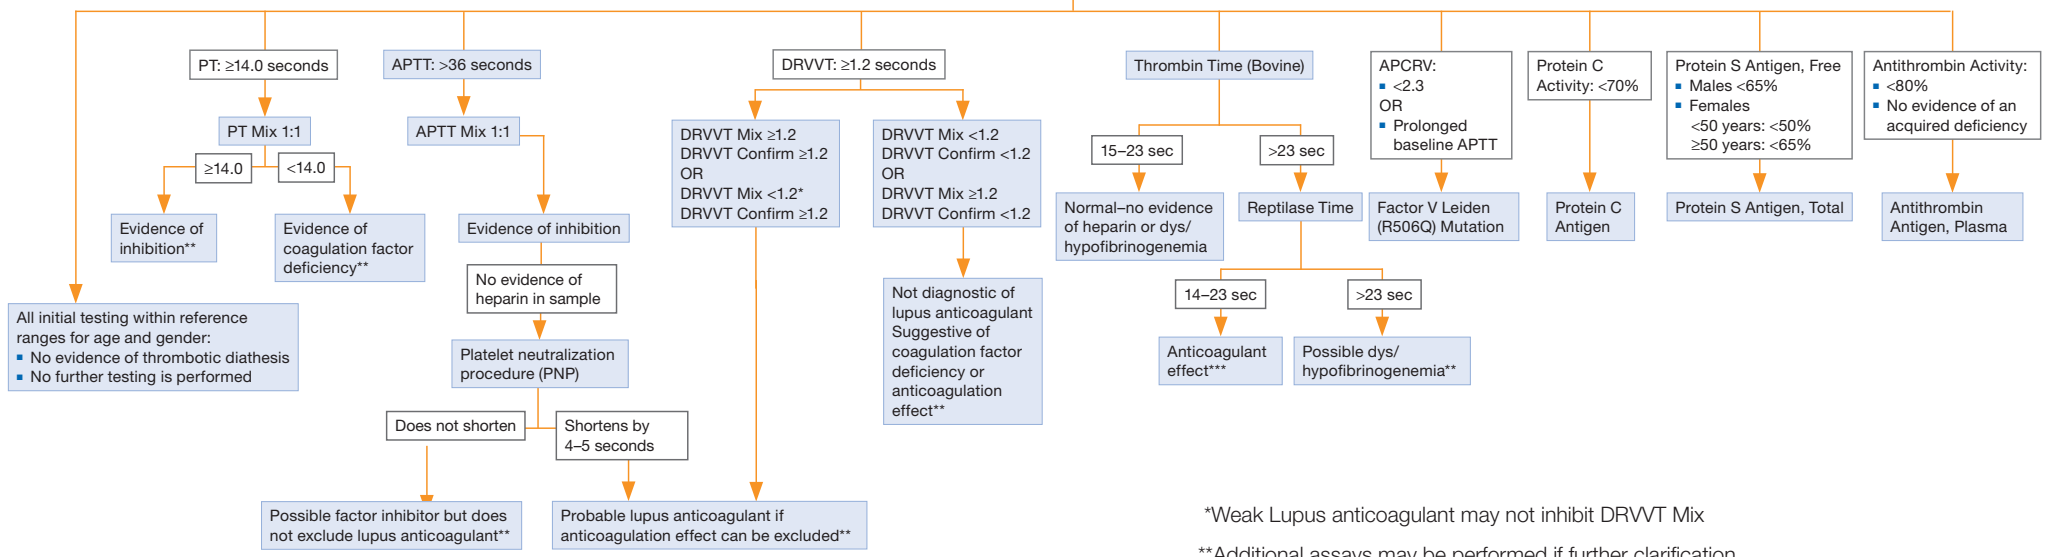 PT: ≥14.0 seconds
APTT: >36 seconds
DRVVT: ≥1.2 seconds
Thrombin Time (Bovine)
APCRV:
▪ <2.3
OR
▪ Prolonged
baseline APTT
Protein C
Activity: <70%
Protein S Antigen, Free
▪ Males <65%
▪ Females
<50 years: <50%
≥50 years: <65%
Antithrombin Activity:
▪ <80%
▪ No evidence of an
acquired deficiency
PT Mix 1:1
APTT Mix 1:1
DRVVT Mix ≥1.2
DRVVT Confirm ≥1.2
OR
DRVVT Mix <1.2*
DRVVT Confirm ≥1.2
DRVVT Mix <1.2
DRVVT Confirm <1.2
OR
DRVVT Mix ≥1.2
DRVVT Confirm <1.2
15–23 sec
>23 sec
≥14.0
<14.0
Evidence of
inhibition**
Evidence of
coagulation factor
deficiency**
Evidence of inhibition
Normal–no evidence
of heparin or dys/
hypofibrinogenemia
Reptilase Time
Factor V Leiden
(R506Q) Mutation
Protein C
Antigen
Protein S Antigen, Total
Antithrombin
Antigen, Plasma
No evidence of
heparin in sample
14–23 sec
>23 sec
Not diagnostic of
lupus anticoagulant
Suggestive of
coagulation factor
deficiency or
anticoagulation
effect**
All initial testing within reference
ranges for age and gender:
▪ No evidence of thrombotic diathesis
▪ No further testing is performed
Platelet neutralization
procedure (PNP)
Anticoagulant
effect***
Possible dys/
hypofibrinogenemia**
Does not shorten
Shortens by
4–5 seconds
Possible factor inhibitor but does
not exclude lupus anticoagulant**
Probable lupus anticoagulant if
anticoagulation effect can be excluded**
*Weak Lupus anticoagulant may not inhibit DRVVT Mix
**Additional assays may be performed if further clarification